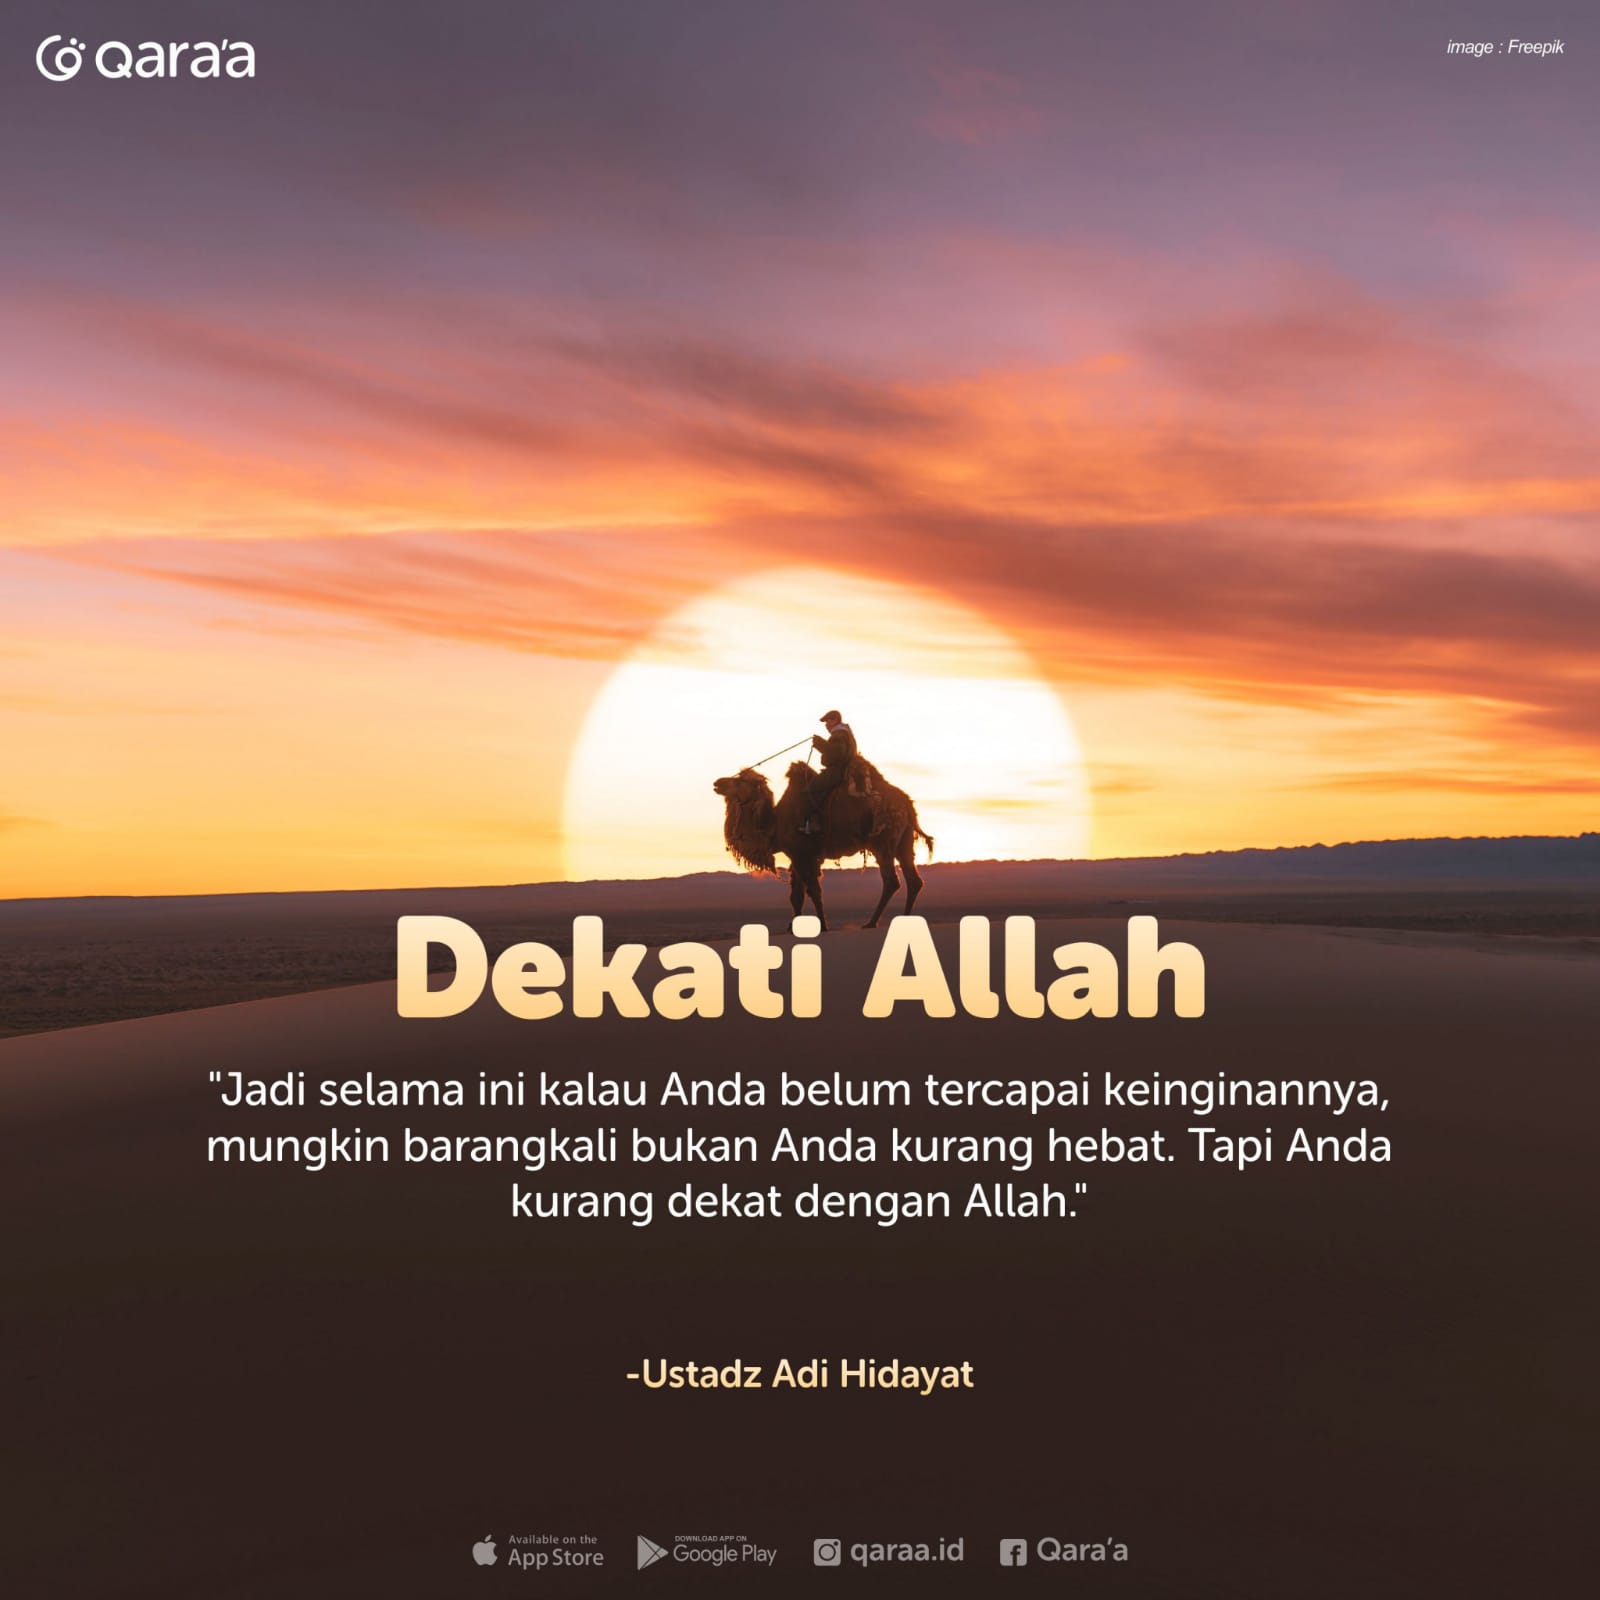 Qara'a
image : Freepik
Dekati Allah
"Jadi selama ini kalau Anda belum tercapai keinginannya,
mungkin barangkali bukan Anda kurang hebat. Tapi Anda
kurang dekat dengan Allah."
-Ustadz Adi Hidayat
Available on the
App Store
DOWNLOAD APP ON
Google Play
qaraa.id
Qara'a